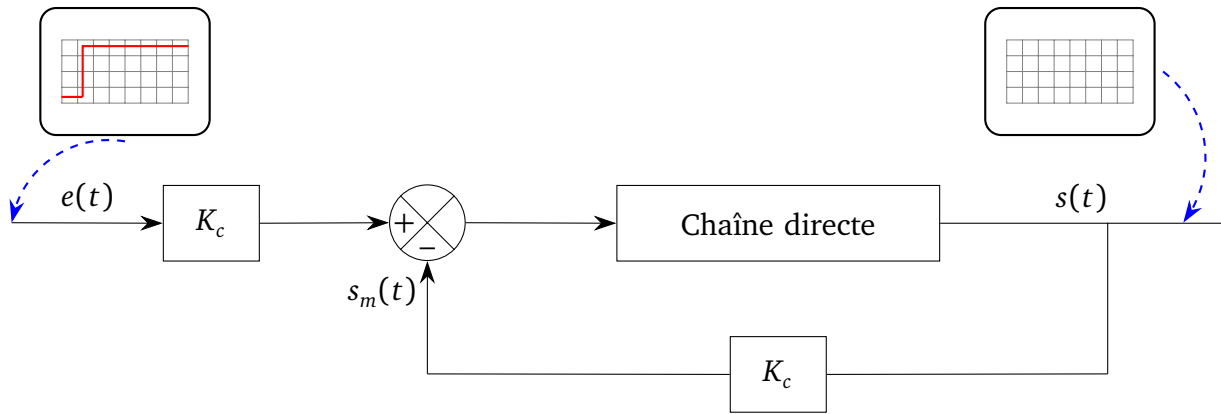 e(t)
K_c
+
−
s_m(t)
Chaîne directe
s(t)
K_c